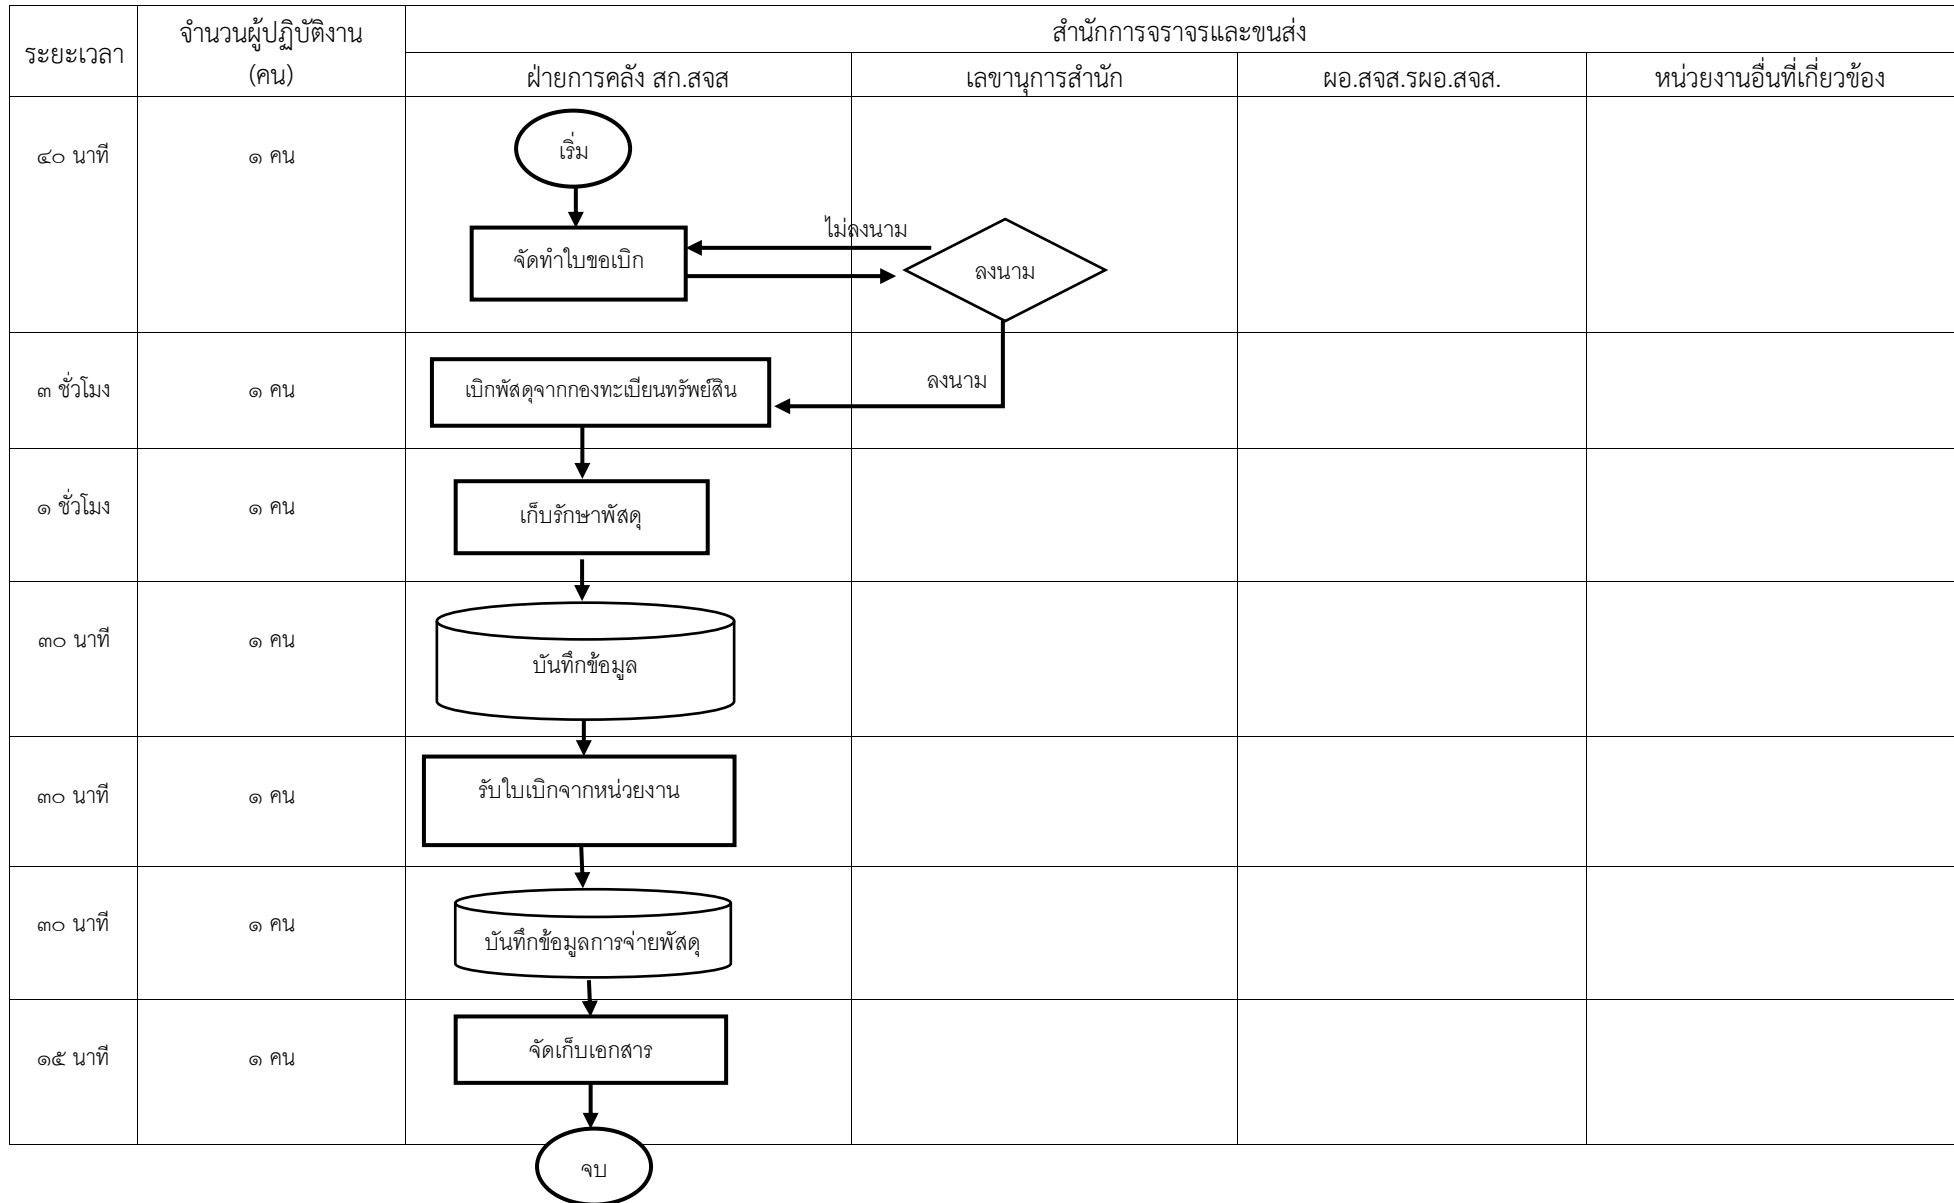 ระยะเวลา
จำนวนผู้ปฏิบัติงาน
(คน)
สำนักการจราจรและขนส่ง
ฝ่ายการคลัง สก.สจส
เลขานุการสำนัก
ผอ.สจส.รผอ.สจส.
หน่วยงานอื่นที่เกี่ยวข้อง
๔๐ นาที
๑ คน
เริ่ม
ไม่ลงนาม
จัดทำใบขอเบิก
ลงนาม
๓ ชั่วโมง
๑ คน
เบิกพัสดุจากกองทะเบียนทรัพย์สิน
ลงนาม
๑ ชั่วโมง
๑ คน
เก็บรักษาพัสดุ
๓๐ นาที
๑ คน
บันทึกข้อมูล
๓๐ นาที
๑ คน
รับใบเบิกจากหน่วยงาน
๓๐ นาที
๑ คน
บันทึกข้อมูลการจ่ายพัสดุ
๑๕ นาที
๑ คน
จัดเก็บเอกสาร
จบ